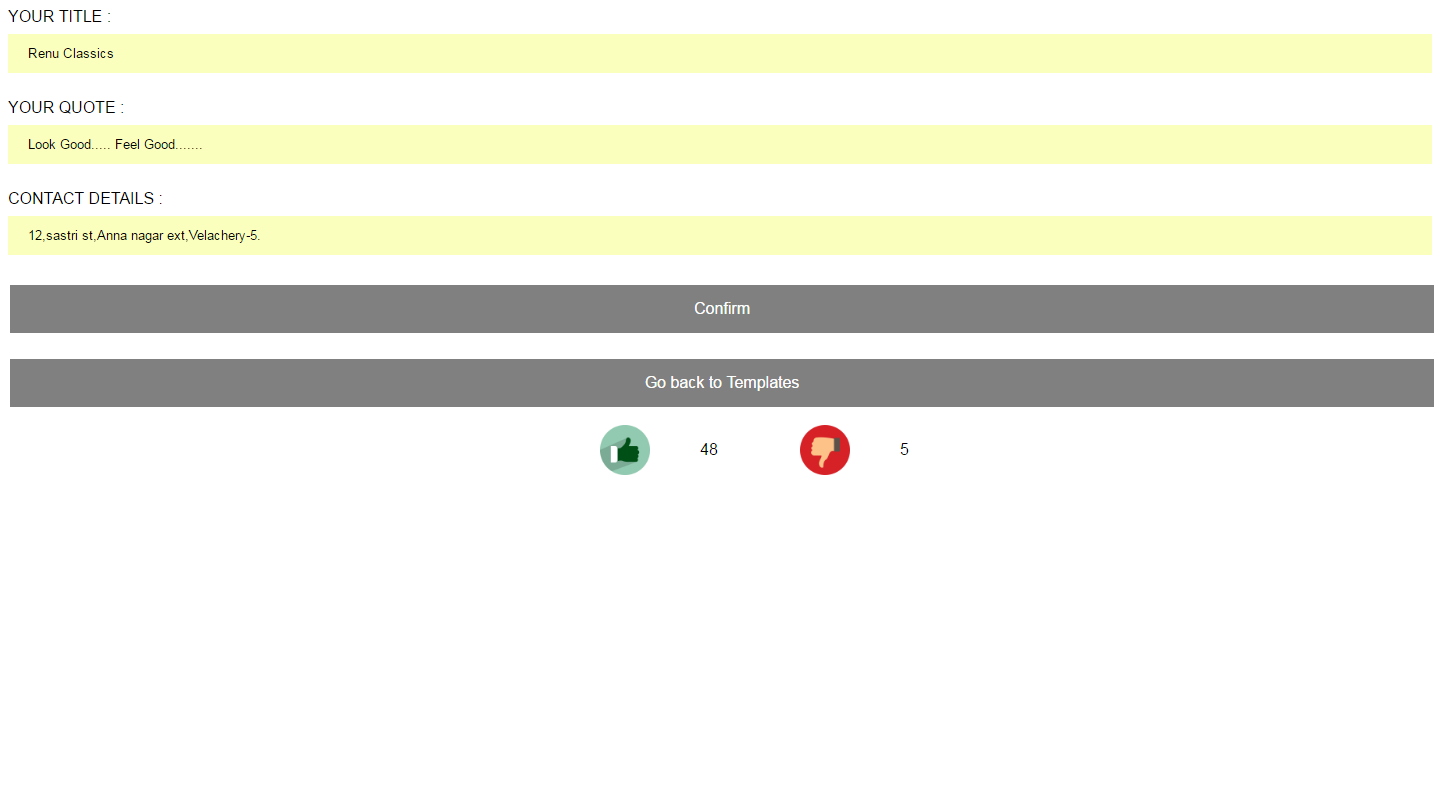 YOUR TITLE :
Renu Classics
YOUR QUOTE :
Look Good..... Feel Good.......
CONTACT DETAILS :
12,sastri st,Anna nagar ext,Velachery-5.
Confirm
Go back to Templates
48 5